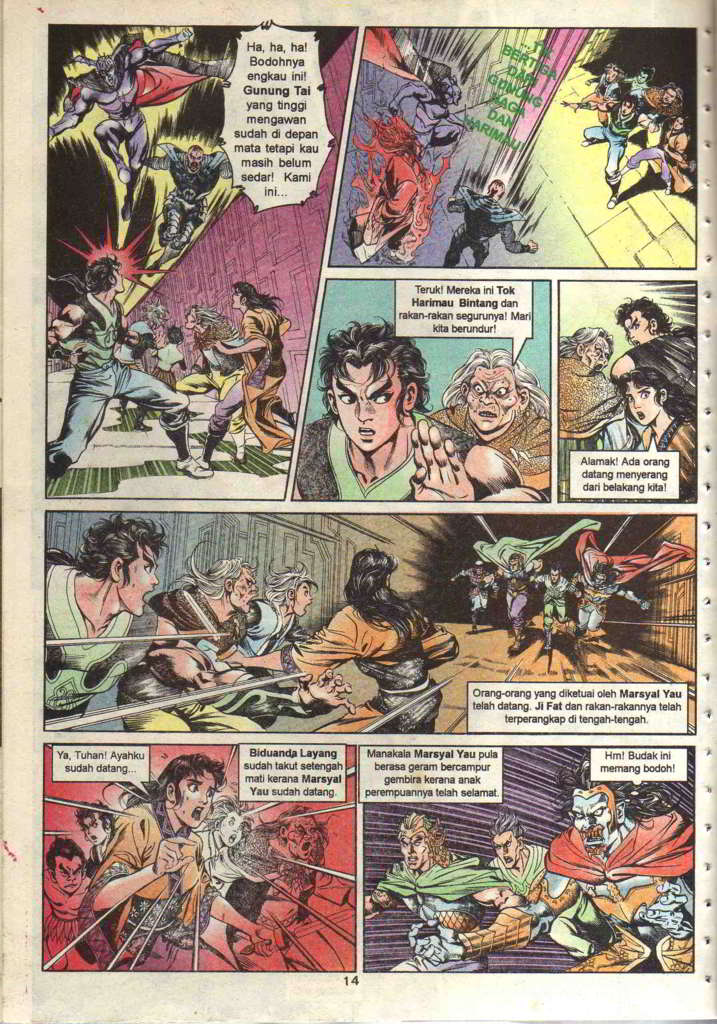 Ha, ha, ha!
Bodohnya
engkau ini!
Gunung Tai
yang tinggi
mengawan
sudah di depan
mata tetapi kau
masih belum
sedar! Kami
ini...
BERTIGA
DARI
GUNUNG
NAGA
DAN
HARIMAU
Teruk! Mereka ini Tok
Harimau Bintang dan
rakan-rakan segurunya! Mari
kita berundur!
Alamak! Ada orang
datang menyerang
dari belakang kita!
Orang-orang yang diketuai oleh Marsyal Yau
telah datang. Ji Fat dan rakan-rakannya telah
terperangkap di tengah-tengah.
Ya, Tuhan! Ayahku
sudah datang...
Biduanda Layang
sudah takut setengah
mati kerana Marsyal
Yau sudah datang.
Manakala Marsyal Yau pula
berasa geram bercampur
gembira kerana anak
perempuannya telah selamat.
Hm! Budak ini
memang bodoh!
14